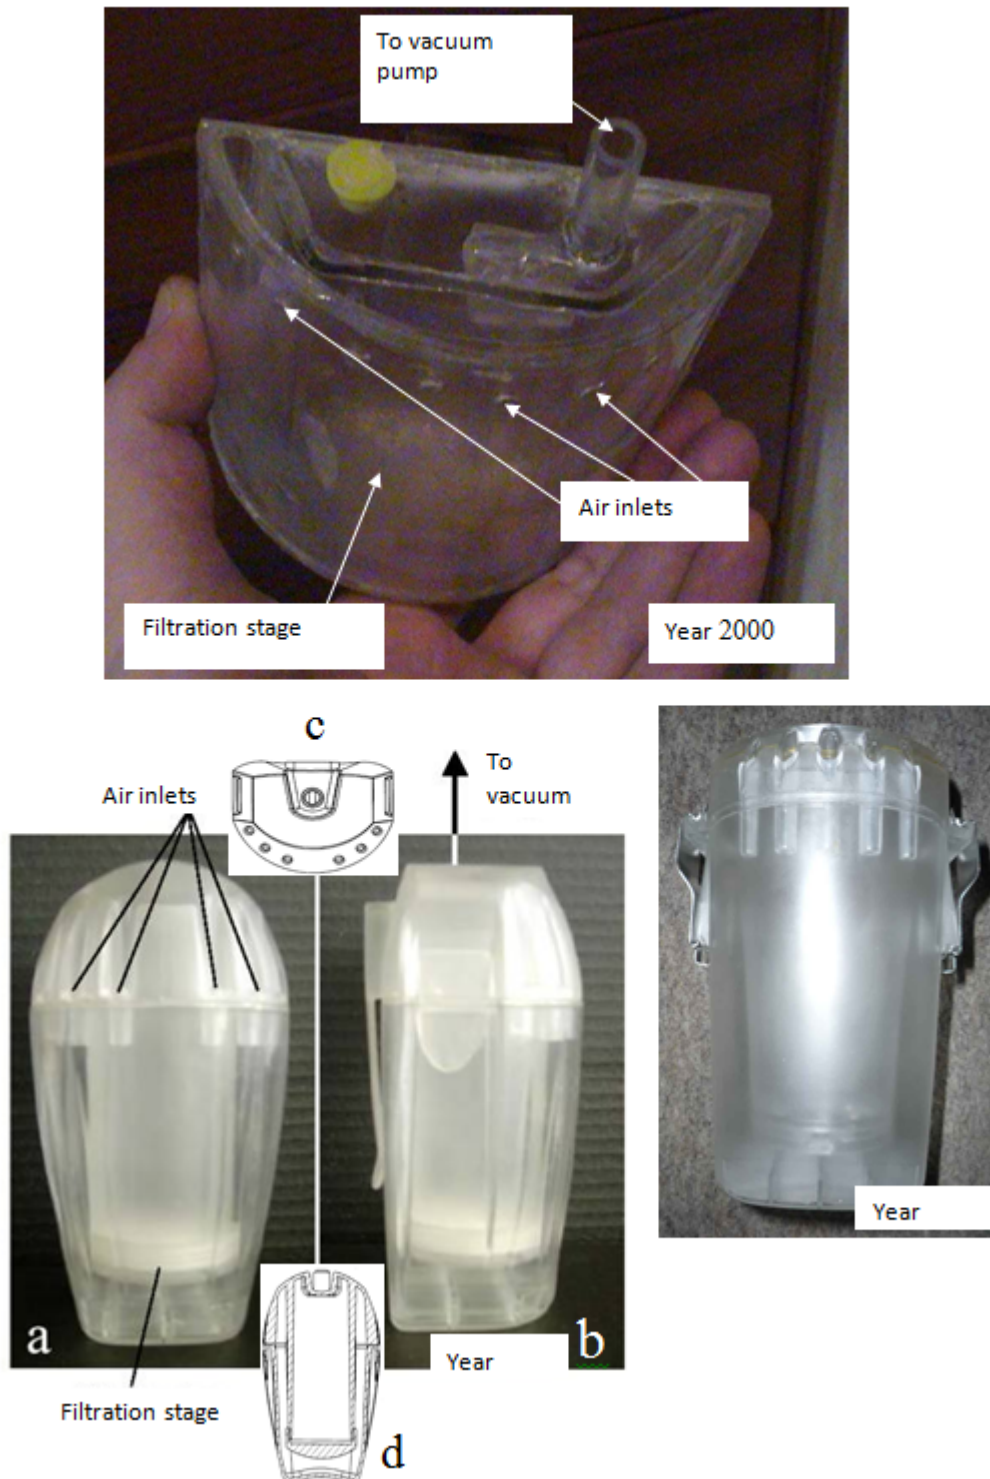 To vacuum
pump
Air inlets
Filtration stage
Year 2000
c
To
vacuum
Air inlets
Year
a
b
Year
Filtration stage
d